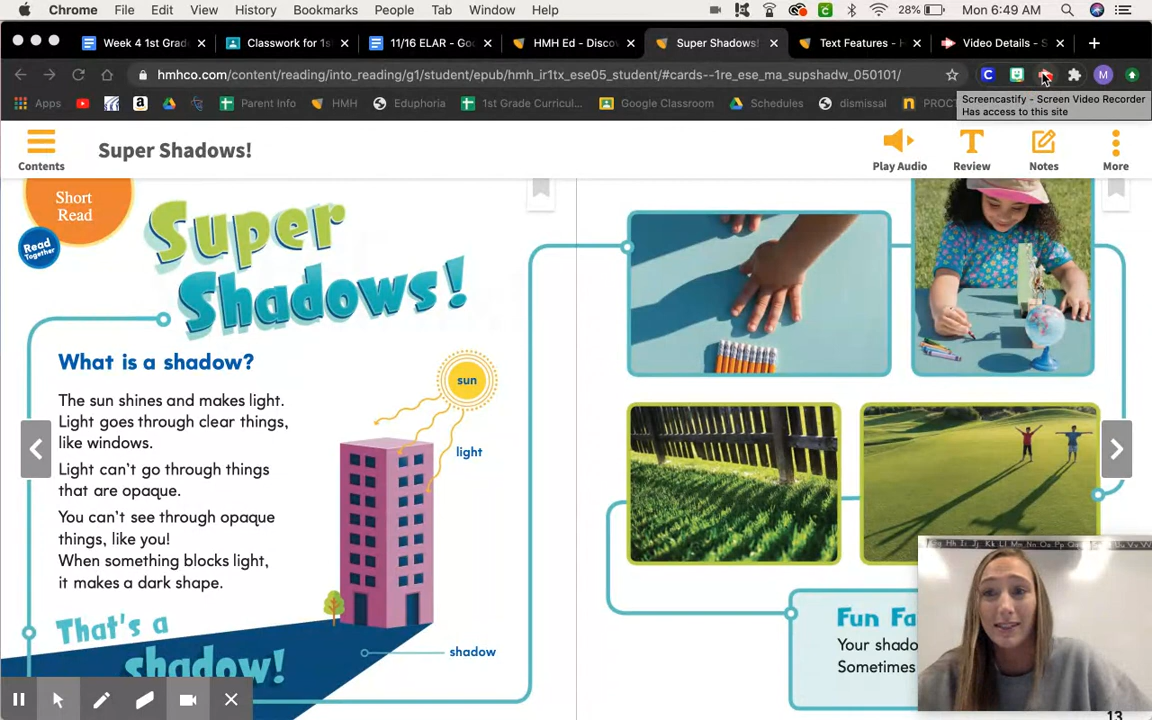 Chrome File Edit View History Bookmarks People Tab Window Help 28% Mon 6:49 AM
Week 4 1st Grad Classwork for 1s 11/16 ELAR - Goo HMH Ed - Disco Super Shadows! Text Features - H Video Details - S
hmhco.com/content/reading/into_reading/g1/student/epub/hmh_ir1tx_ese05_student/#cards--1re_ese_ma_supshadw_050101/
Apps Parent Info HMH Eduphoria 1st Grade Curricul... Google Classroom Schedules dismissal PROC
Screencastify - Screen Video Recorder
Has access to this site
Contents
Super Shadows!
Play Audio Review Notes More
Short
Read
Read
Together
Super
Shadows!
What is a shadow?
The sun shines and makes light.
Light goes through clear things,
like windows.
Light can't go through things
that are opaque.
You can't see through opaque
things, like you!
When something blocks light,
it makes a dark shape.
That's a
shadow!
sun
light
shadow
Fun Fa
Your shado
Sometimes
13